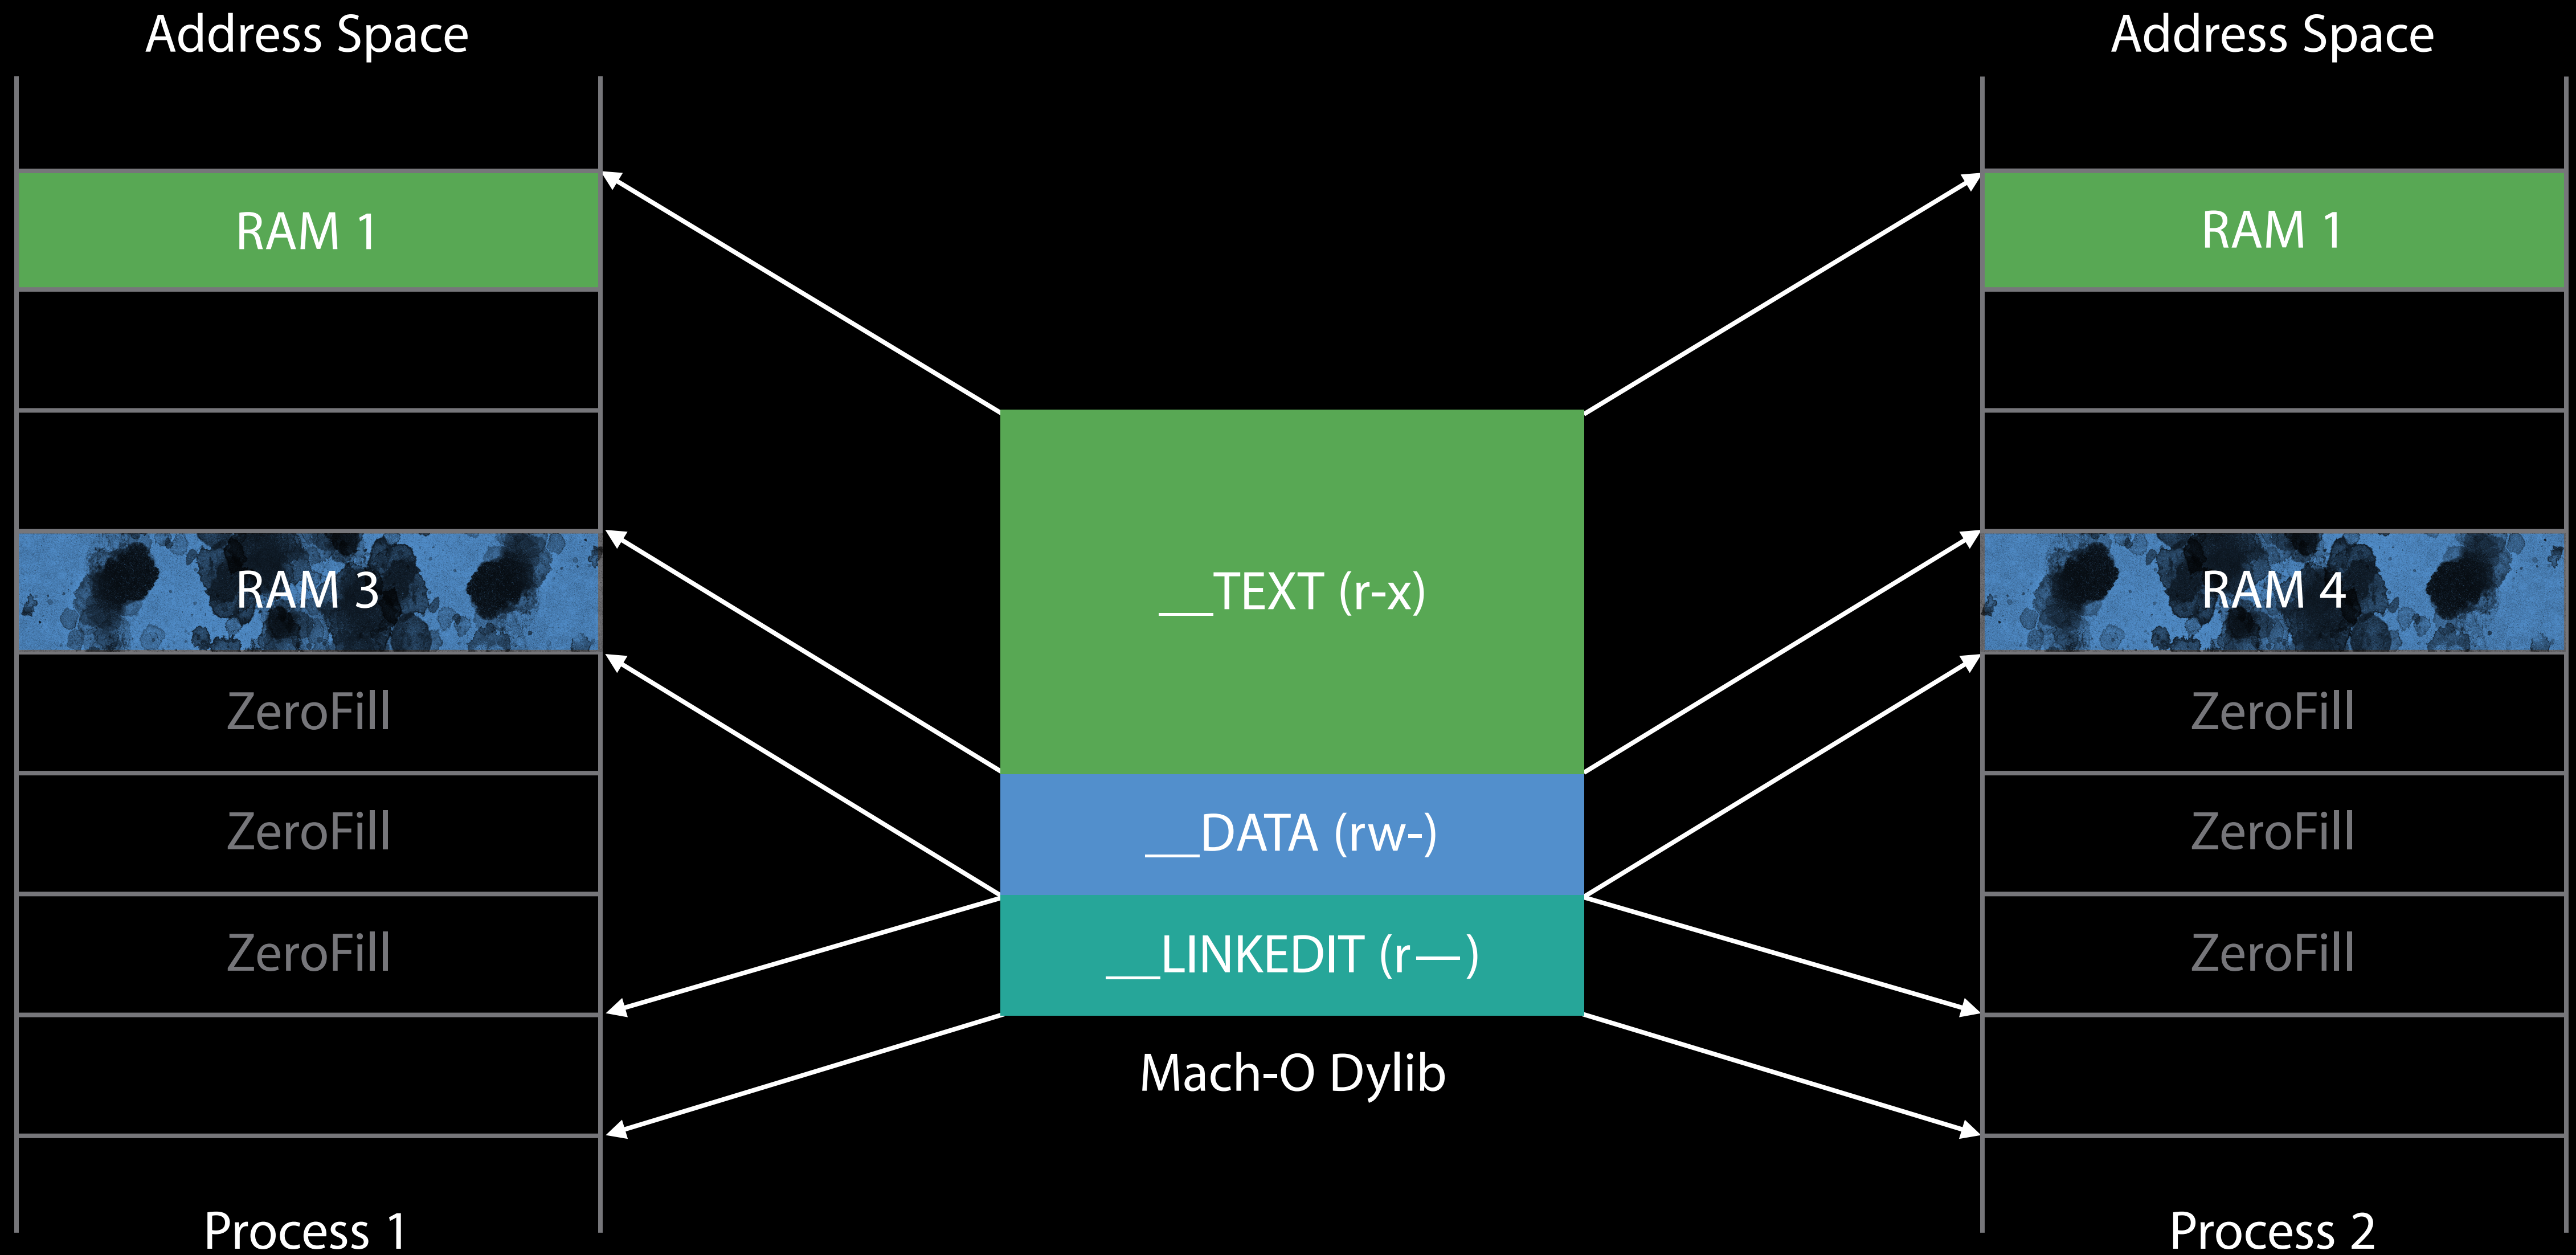 Address Space
RAM 1
RAM 3
ZeroFill
ZeroFill
ZeroFill
Process 1
__TEXT (r-x)
__DATA (rw-)
__LINKEDIT (r—)
Mach-O Dylib
Address Space
RAM 1
RAM 4
ZeroFill
ZeroFill
ZeroFill
Process 2